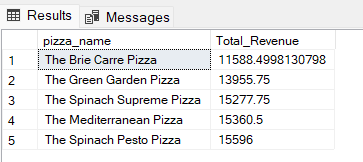 Results Messages
pizza_name Total_Revenue
1 The Brie Carre Pizza 11588.4998130798
2 The Green Garden Pizza 13955.75
3 The Spinach Supreme Pizza 15277.75
4 The Mediterranean Pizza 15360.5
5 The Spinach Pesto Pizza 15596